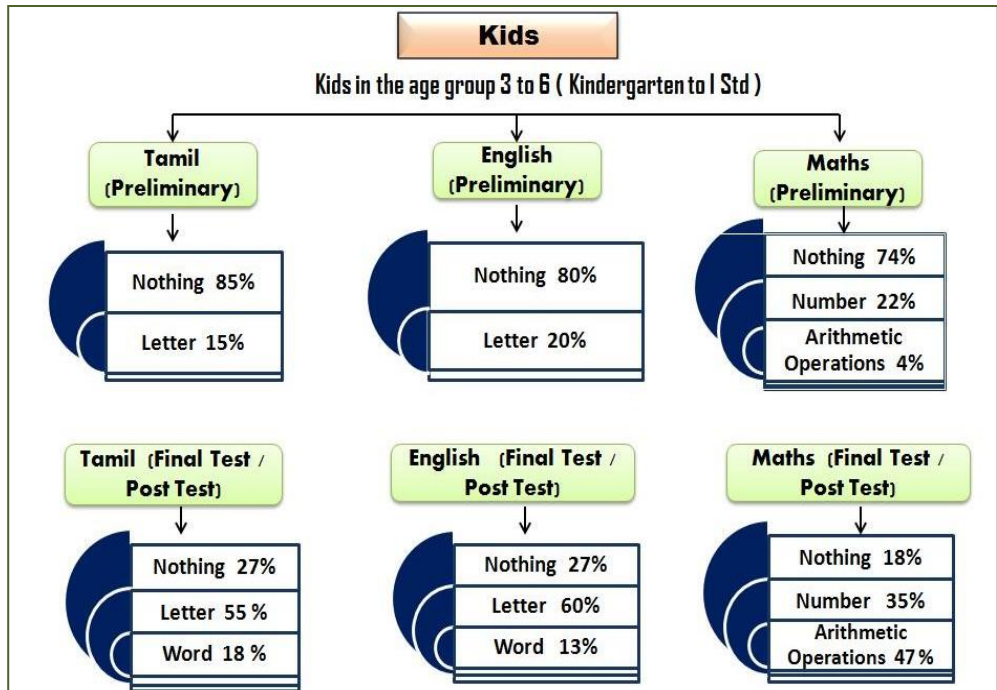 Kids
Kids in the age group 3 to 6 ( Kindergarten to I Std )
Tamil
(Preliminary)
Nothing 85%
Letter 15%
English
(Preliminary)
Nothing 80%
Letter 20%
Maths
(Preliminary)
Nothing 74%
Number 22%
Arithmetic
Operations 4%
Tamil (Final Test /
Post Test)
Nothing 27%
Letter 55 %
Word 18 %
English (Final Test /
Post Test)
Nothing 27%
Letter 60%
Word 13%
Maths (Final Test /
Post Test)
Nothing 18%
Number 35%
Arithmetic
Operations 47 %